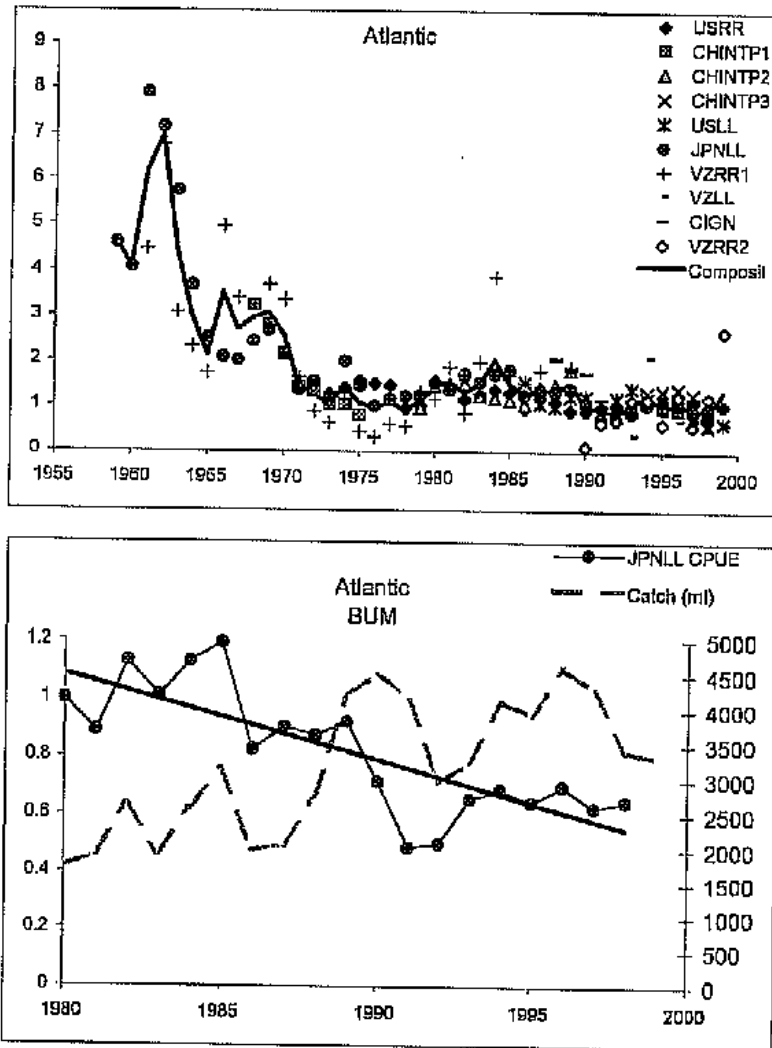 Atlantic
USRR
CHINTP1
CHINTP2
CHINTP3
USLL
JPNLL
VZRR1
VZLL
CIGN
VZRR2
Composit
9
8
7
6
5
4
3
2
1
0
1955 1960 1965 1970 1975 1980 1985 1990 1995 2000
JPNLL CPUE
Catch (mt)
Atlantic
BUM
1.2
1
0.8
0.6
0.4
0.2
0
5000
4500
4000
3500
3000
2500
2000
1500
1000
500
0
1980 1985 1990 1995 2000